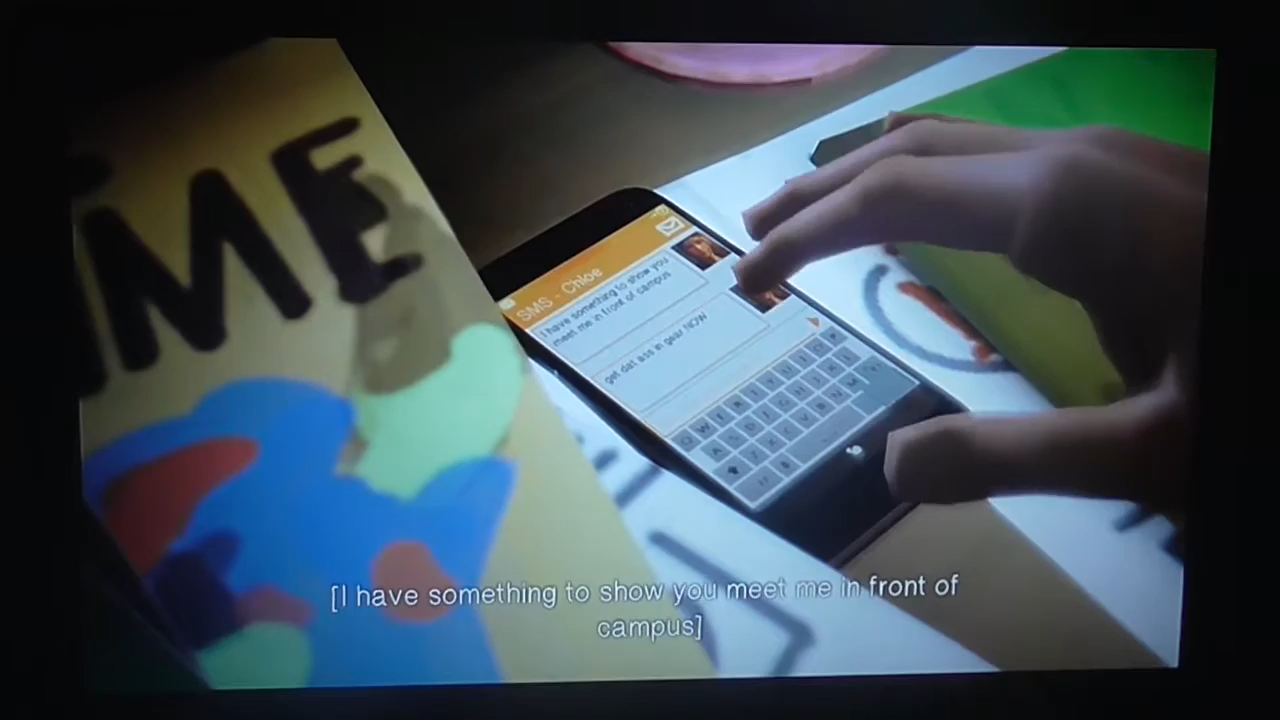 ME
SMS - Chloe
I have something to show you
meet me in front of campus
get dat ass in gear NOW
[I have something to show you meet me in front of
campus]